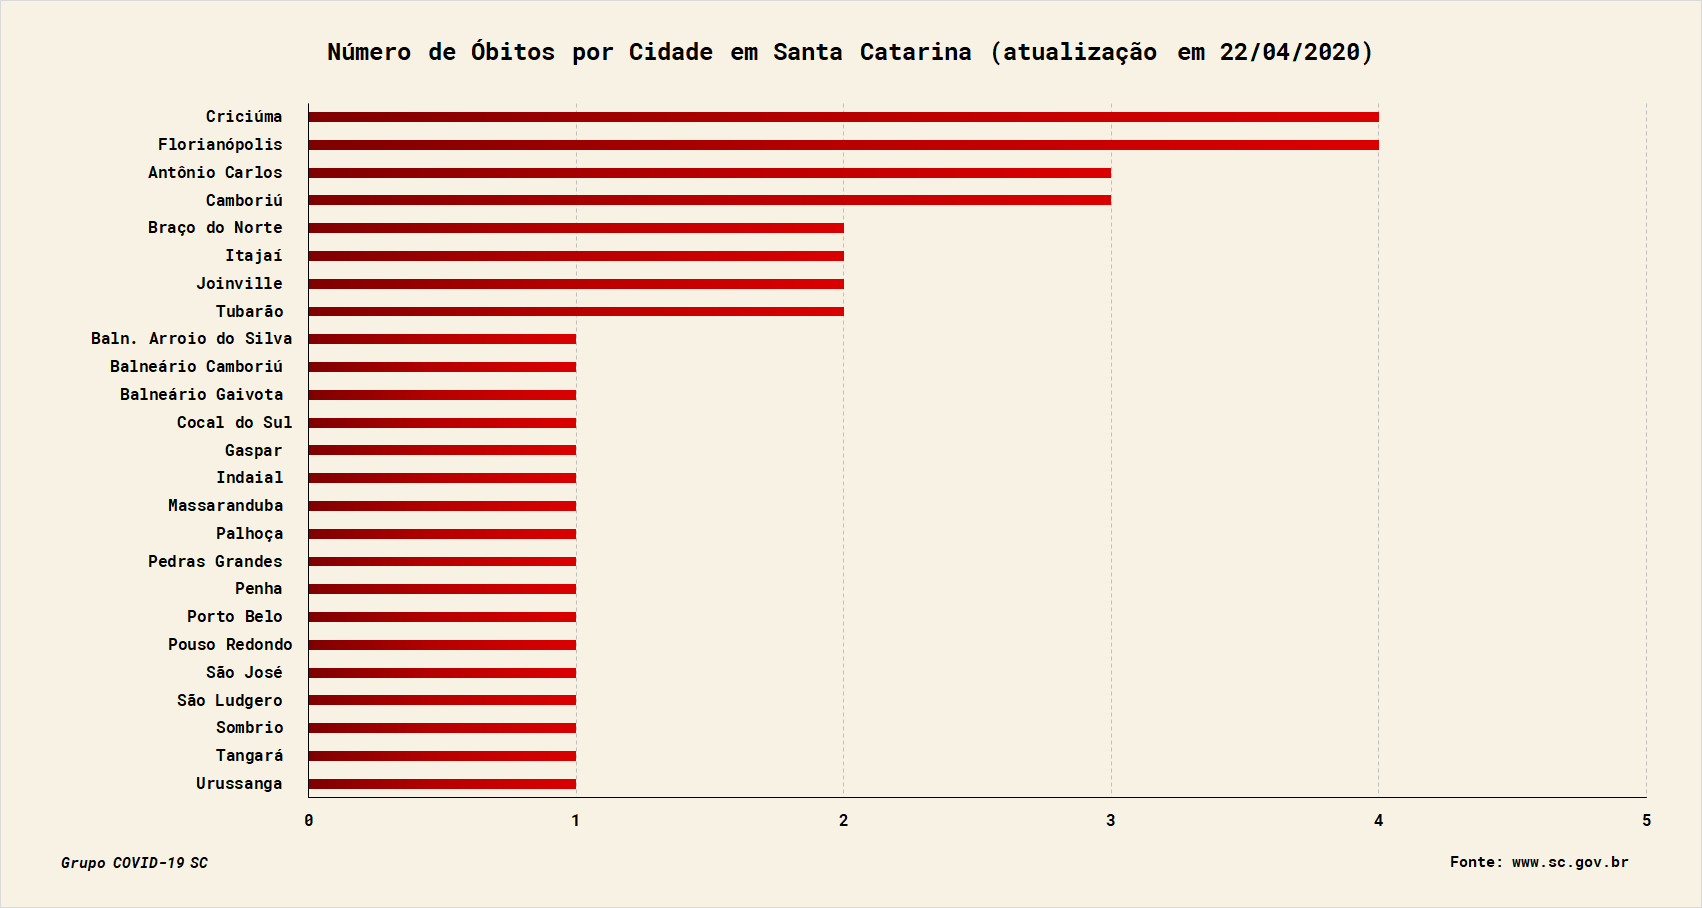 Número de Óbitos por Cidade em Santa Catarina (atualização em 22/04/2020)
Criciúma
Florianópolis
Antônio Carlos
Camboriú
Braço do Norte
Itajaí
Joinville
Tubarão
Baln. Arroio do Silva
Balneário Camboriú
Balneário Gaivota
Cocal do Sul
Gaspar
Indaial
Massaranduba
Palhoça
Pedras Grandes
Penha
Porto Belo
Pouso Redondo
São José
São Ludgero
Sombrio
Tangará
Urussanga
0 1 2 3 4 5
Grupo COVID-19 SC
Fonte: www.sc.gov.br